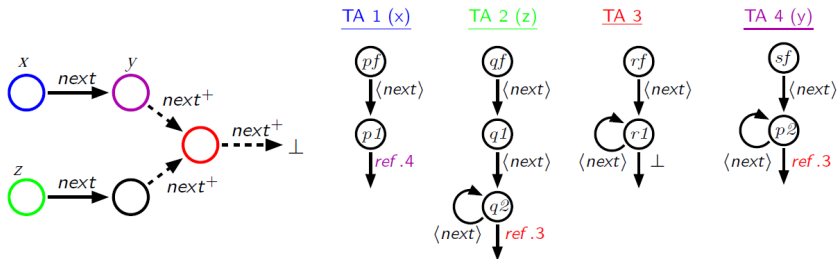 TA 1 (x) TA 2 (z) TA 3 TA 4 (y)
x y pf qf rf sf
next next⁺ ⟨next⟩ ⟨next⟩ ⟨next⟩ ⟨next⟩
next⁺ ⊥ p1 q1 r1 p2
z ref.4 ⟨next⟩ ⟨next⟩ ⊥ ⟨next⟩ ref.3
next next⁺ q2
⟨next⟩ ref.3